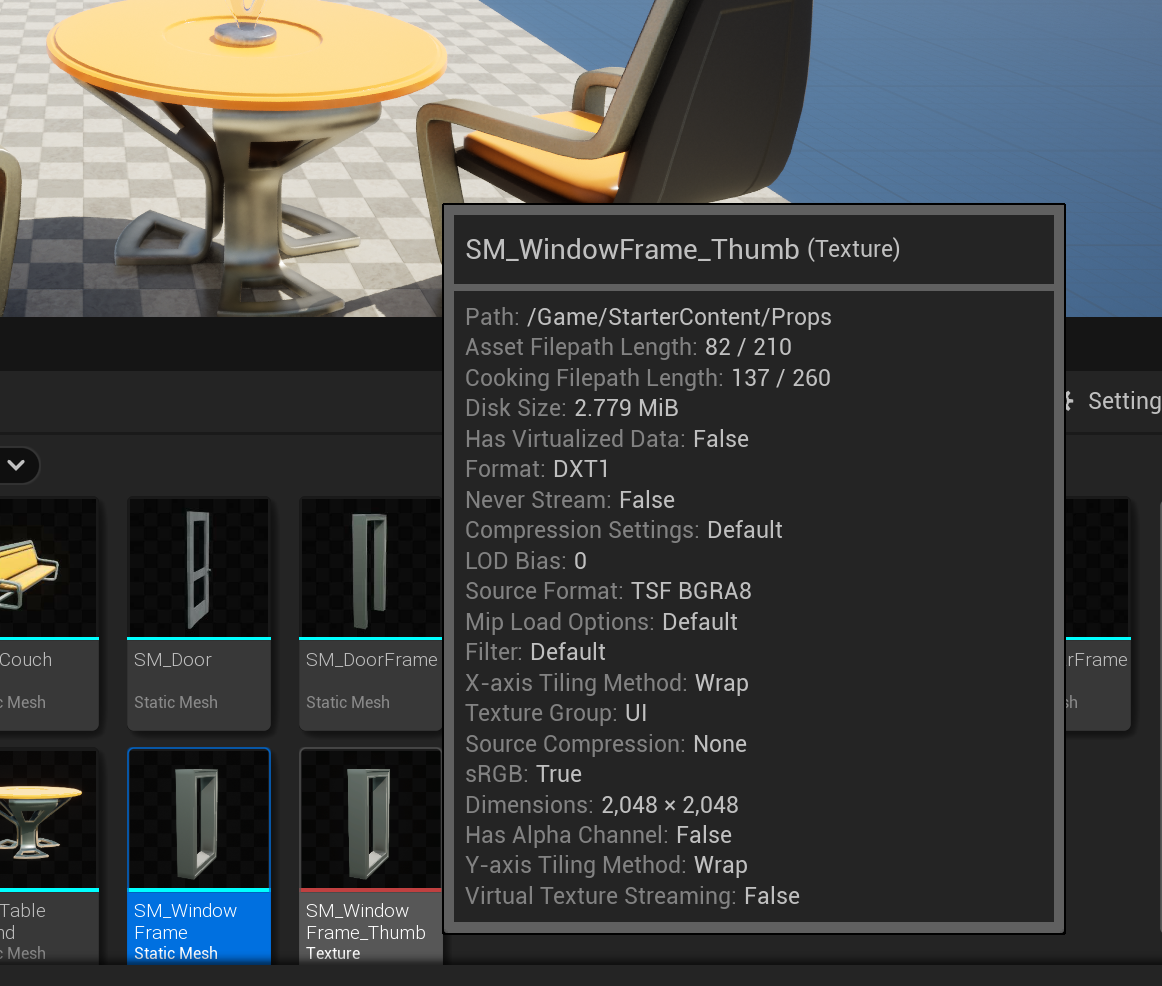 SM_WindowFrame_Thumb (Texture)
Path: /Game/StarterContent/Props
Asset Filepath Length: 82 / 210
Cooking Filepath Length: 137 / 260
Disk Size: 2.779 MiB
Has Virtualized Data: False
Format: DXT1
Never Stream: False
Compression Settings: Default
LOD Bias: 0
Source Format: TSF BGRA8
Mip Load Options: Default
Filter: Default
X-axis Tiling Method: Wrap
Texture Group: UI
Source Compression: None
sRGB: True
Dimensions: 2,048 × 2,048
Has Alpha Channel: False
Y-axis Tiling Method: Wrap
Virtual Texture Streaming: False
Setting
Couch
c Mesh
SM_Door
Static Mesh
SM_DoorFrame
Static Mesh
rFrame
sh
Table
nd
c Mesh
SM_Window
Frame
Static Mesh
SM_Window
Frame_Thumb
Texture